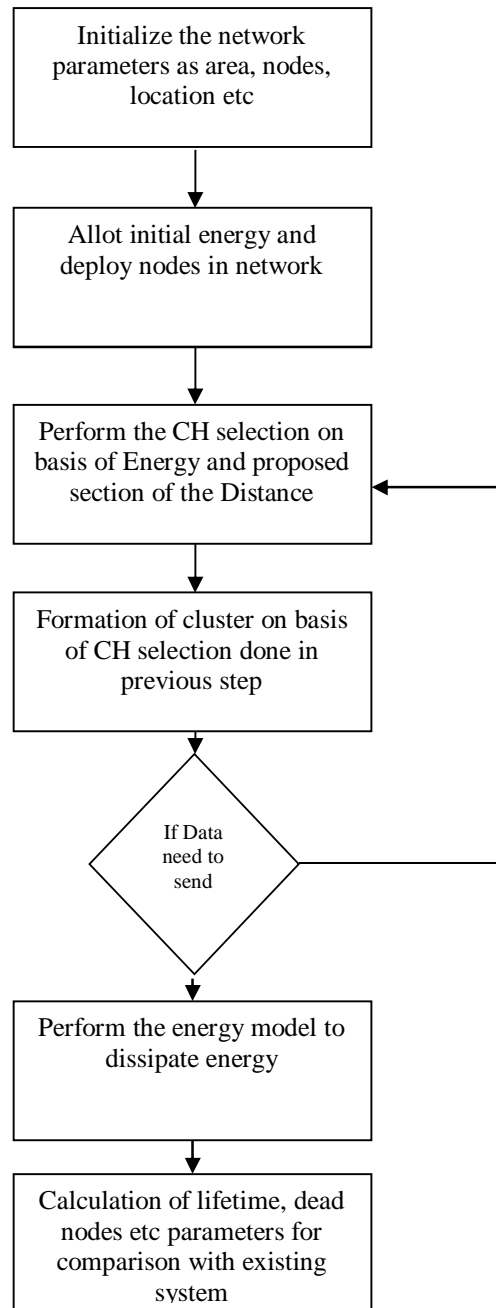 Initialize the network
parameters as area, nodes,
location etc
Allot initial energy and
deploy nodes in network
Perform the CH selection on
basis of Energy and proposed
section of the Distance
Formation of cluster on basis
of CH selection done in
previous step
If Data
need to
send
Perform the energy model to
dissipate energy
Calculation of lifetime, dead
nodes etc parameters for
comparison with existing
system